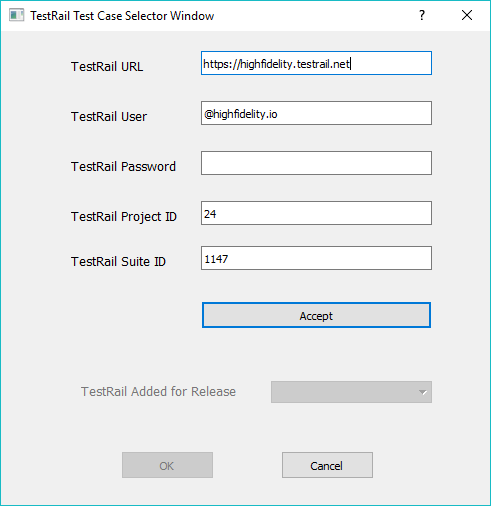 TestRail Test Case Selector Window
?
TestRail URL https://highfidelity.testrail.net
TestRail User @highfidelity.io
TestRail Password
TestRail Project ID 24
TestRail Suite ID 1147
Accept
TestRail Added for Release
OK Cancel